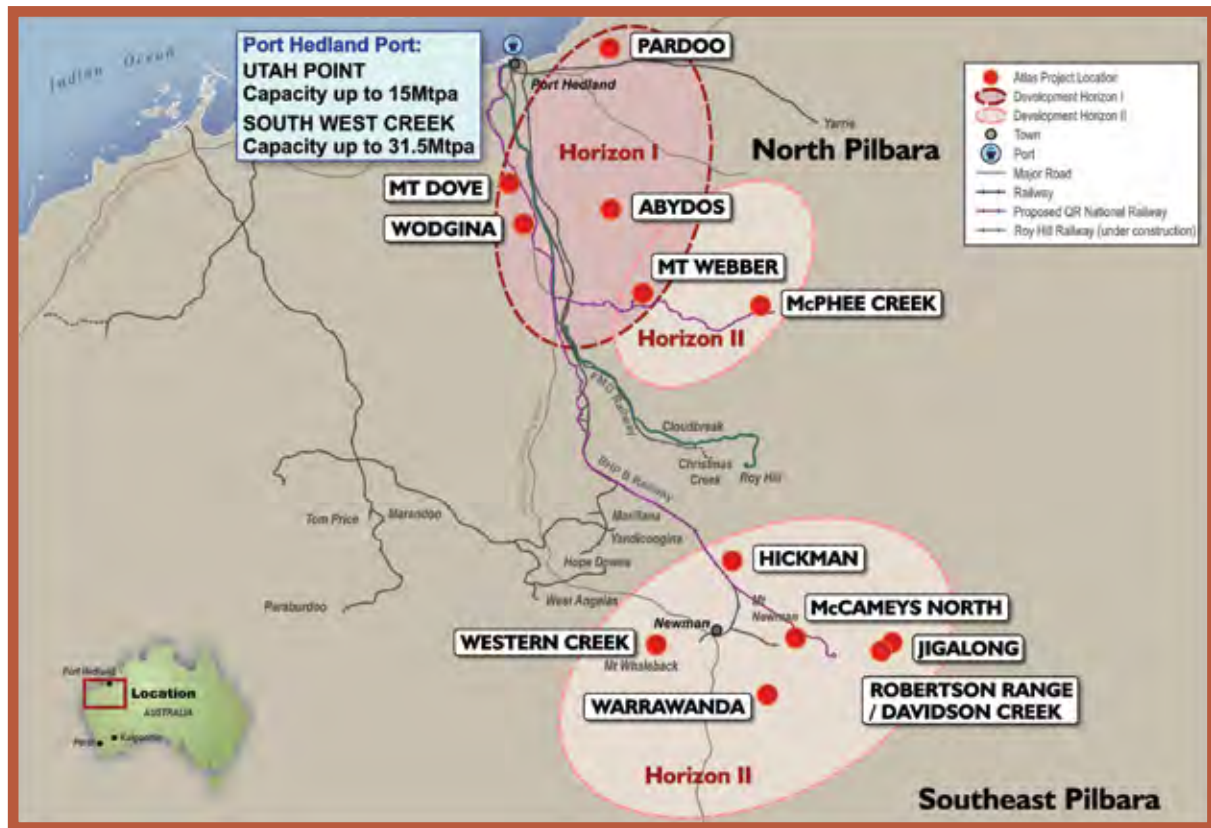 Indian Ocean
Port Hedland Port:
UTAH POINT
Capacity up to 15Mtpa
SOUTH WEST CREEK
Capacity up to 31.5Mtpa
PARDOO
Port Hedland
Yarrie
Horizon I
North Pilbara
MT DOVE
WODGINA
ABYDOS
MT WEBBER
McPHEE CREEK
Horizon II
Atlas Project Location
Development Horizon I
Development Horizon II
Town
Port
Major Road
Railway
Proposed QR National Railway
Roy Hill Railway (under construction)
FMG Railway
Cloudbreak
Christmas
Creek
Roy Hill
BHP B Railway
Tom Price
Marandoo
Marillana
Yandicoogina
Hope Downs
West Angelas
Paraburdoo
HICKMAN
Mt
Newman
McCAMEYS NORTH
Newman
WESTERN CREEK
Mt Whaleback
JIGALONG
WARRAWANDA
ROBERTSON RANGE
/ DAVIDSON CREEK
Horizon II
Southeast Pilbara
Port Hedland
Location
AUSTRALIA
Perth
Kalgoorlie